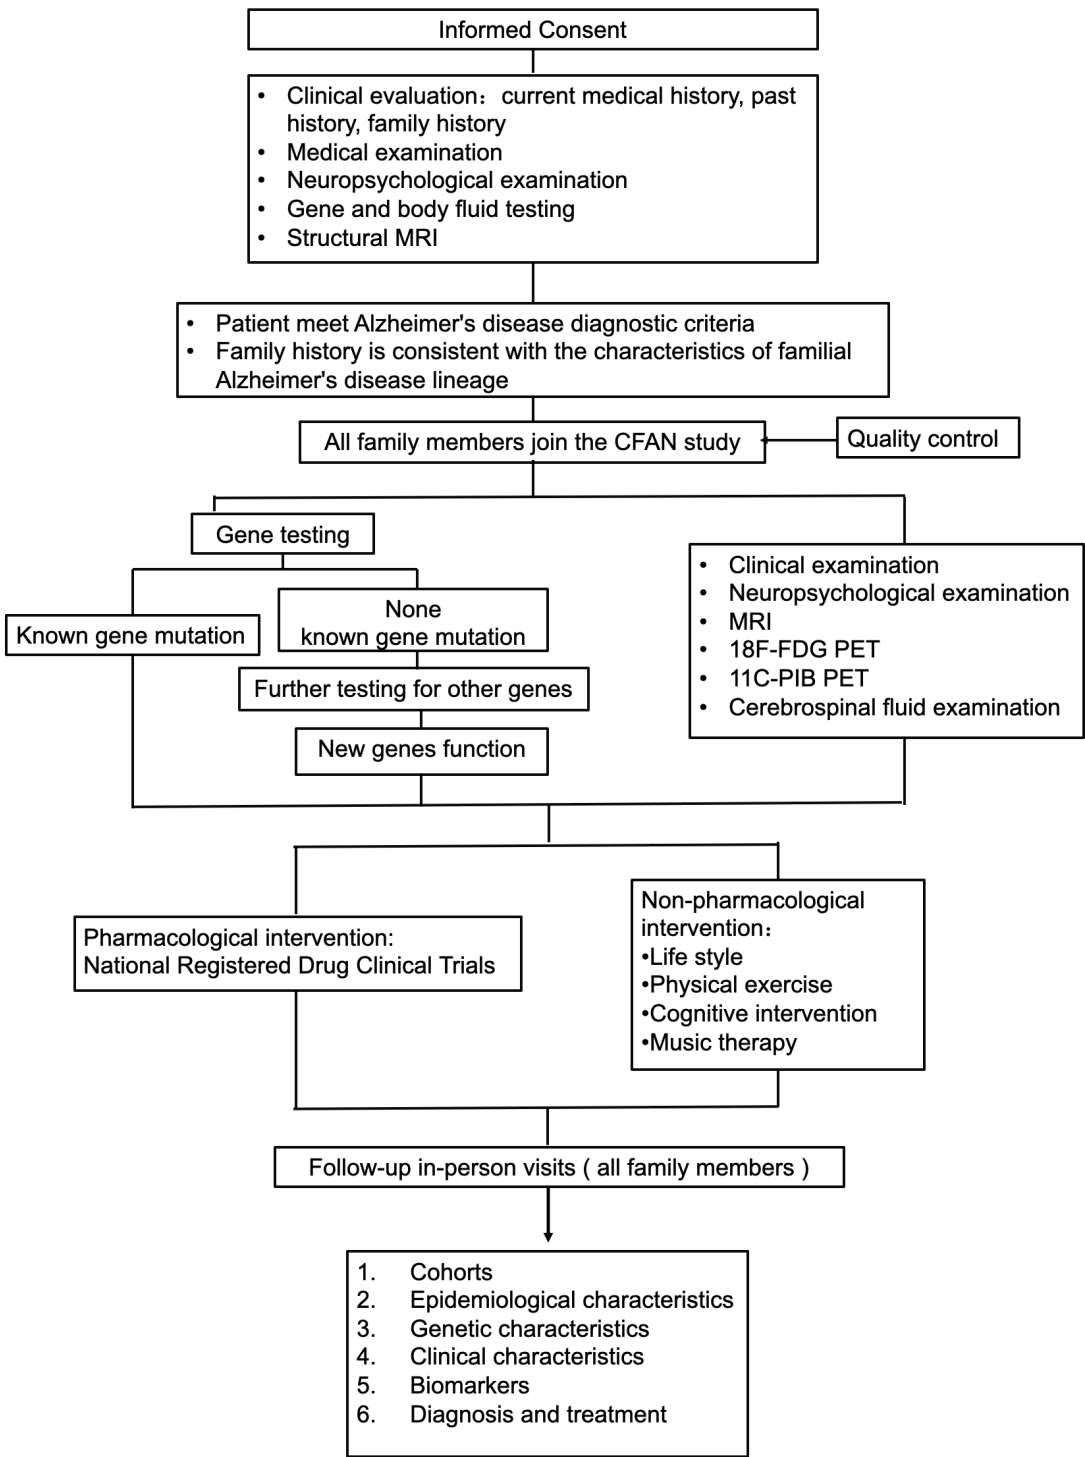 Informed Consent
• Clinical evaluation：current medical history, past
history, family history
• Medical examination
• Neuropsychological examination
• Gene and body fluid testing
• Structural MRI
• Patient meet Alzheimer's disease diagnostic criteria
• Family history is consistent with the characteristics of familial
Alzheimer's disease lineage
All family members join the CFAN study
Quality control
Gene testing
Known gene mutation
None
known gene mutation
Further testing for other genes
New genes function
• Clinical examination
• Neuropsychological examination
• MRI
• 18F-FDG PET
• 11C-PIB PET
• Cerebrospinal fluid examination
Pharmacological intervention:
National Registered Drug Clinical Trials
Non-pharmacological
intervention：
•Life style
•Physical exercise
•Cognitive intervention
•Music therapy
Follow-up in-person visits ( all family members )
1. Cohorts
2. Epidemiological characteristics
3. Genetic characteristics
4. Clinical characteristics
5. Biomarkers
6. Diagnosis and treatment